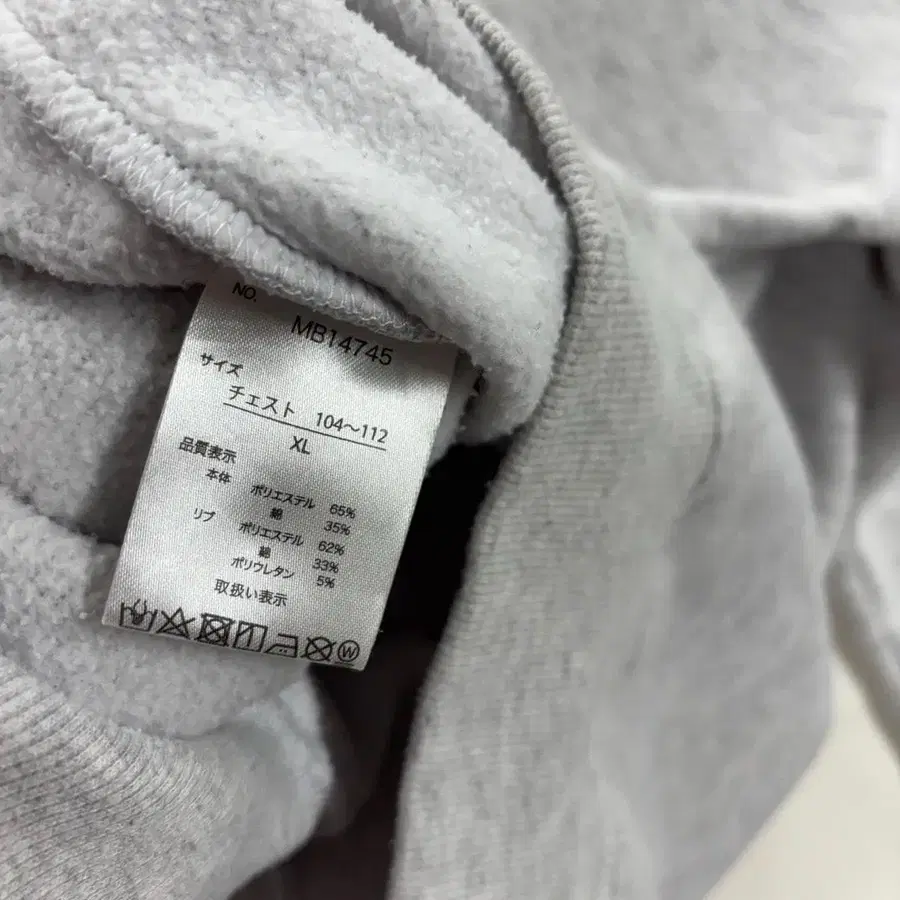 NO.
MB14745
サイズ
チェスト 104～112
XL
品質表示
本体 ポリエステル 65%
綿 35%
リブ ポリエステル 62%
綿 33%
ポリウレタン 5%
取扱い表示
W